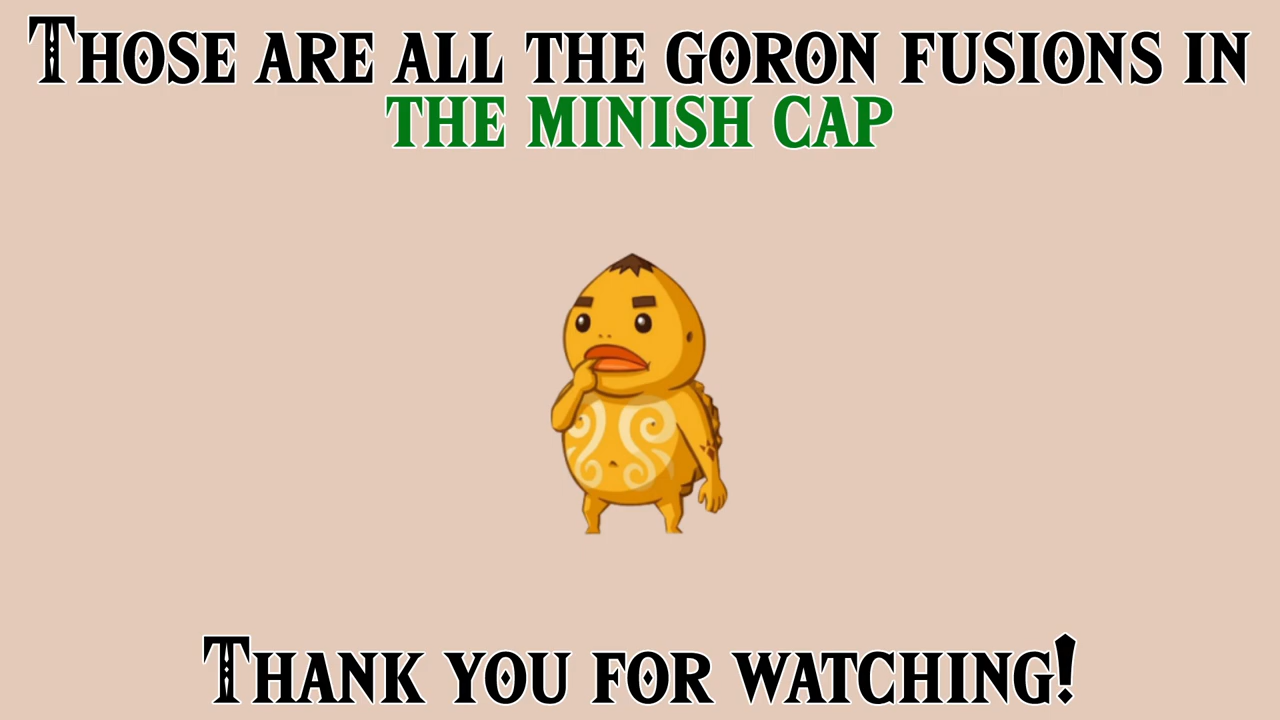 Those are all the goron fusions in
the minish cap
Thank you for watching!